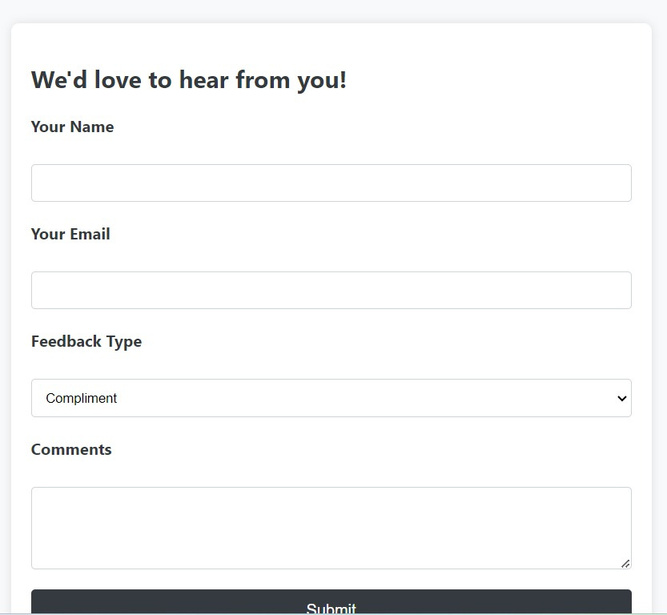 We'd love to hear from you!
Your Name
Your Email
Feedback Type
Compliment
Comments
Submit